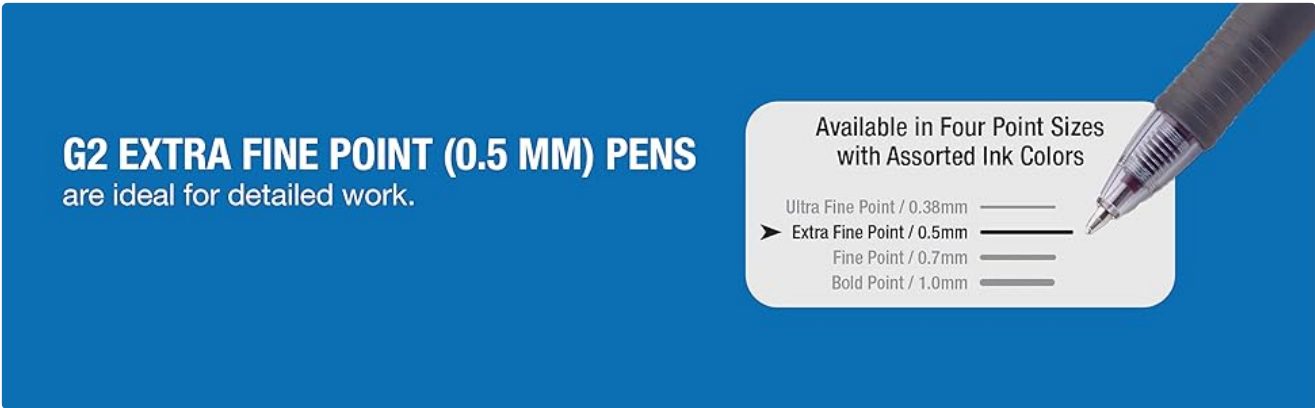 G2 EXTRA FINE POINT (0.5 MM) PENS
are ideal for detailed work.
Available in Four Point Sizes
with Assorted Ink Colors
Ultra Fine Point / 0.38mm
Extra Fine Point / 0.5mm
Fine Point / 0.7mm
Bold Point / 1.0mm